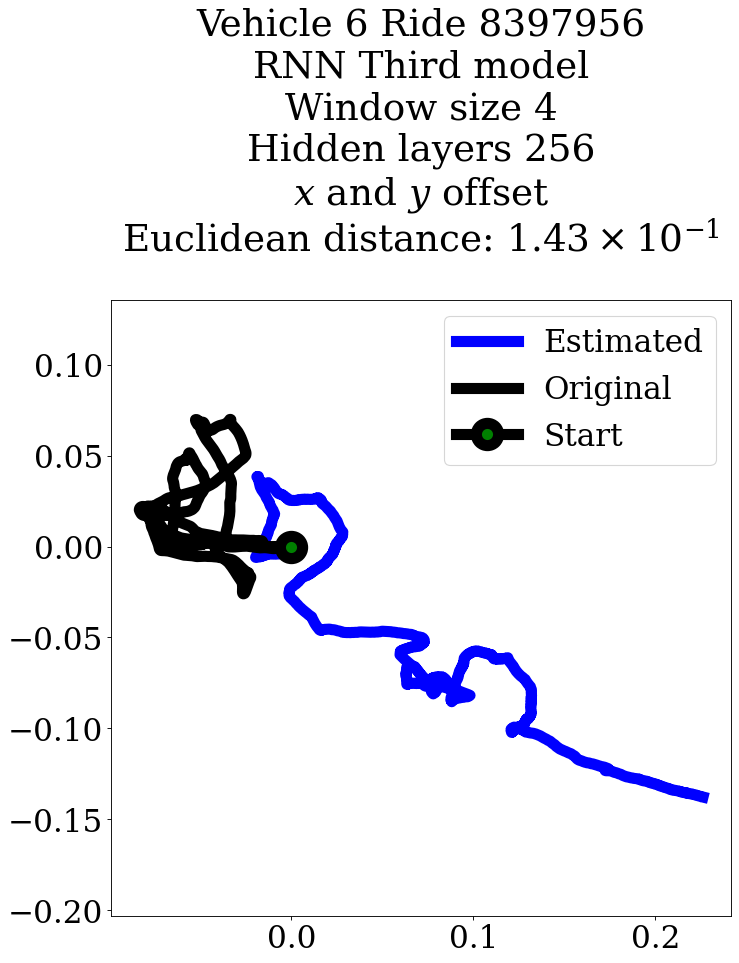 Vehicle 6 Ride 8397956
RNN Third model
Window size 4
Hidden layers 256
x and y offset
Euclidean distance: 1.43 × 10⁻¹
Estimated
Original
Start
0.10
0.05
0.00
−0.05
−0.10
−0.15
−0.20
0.0 0.1 0.2